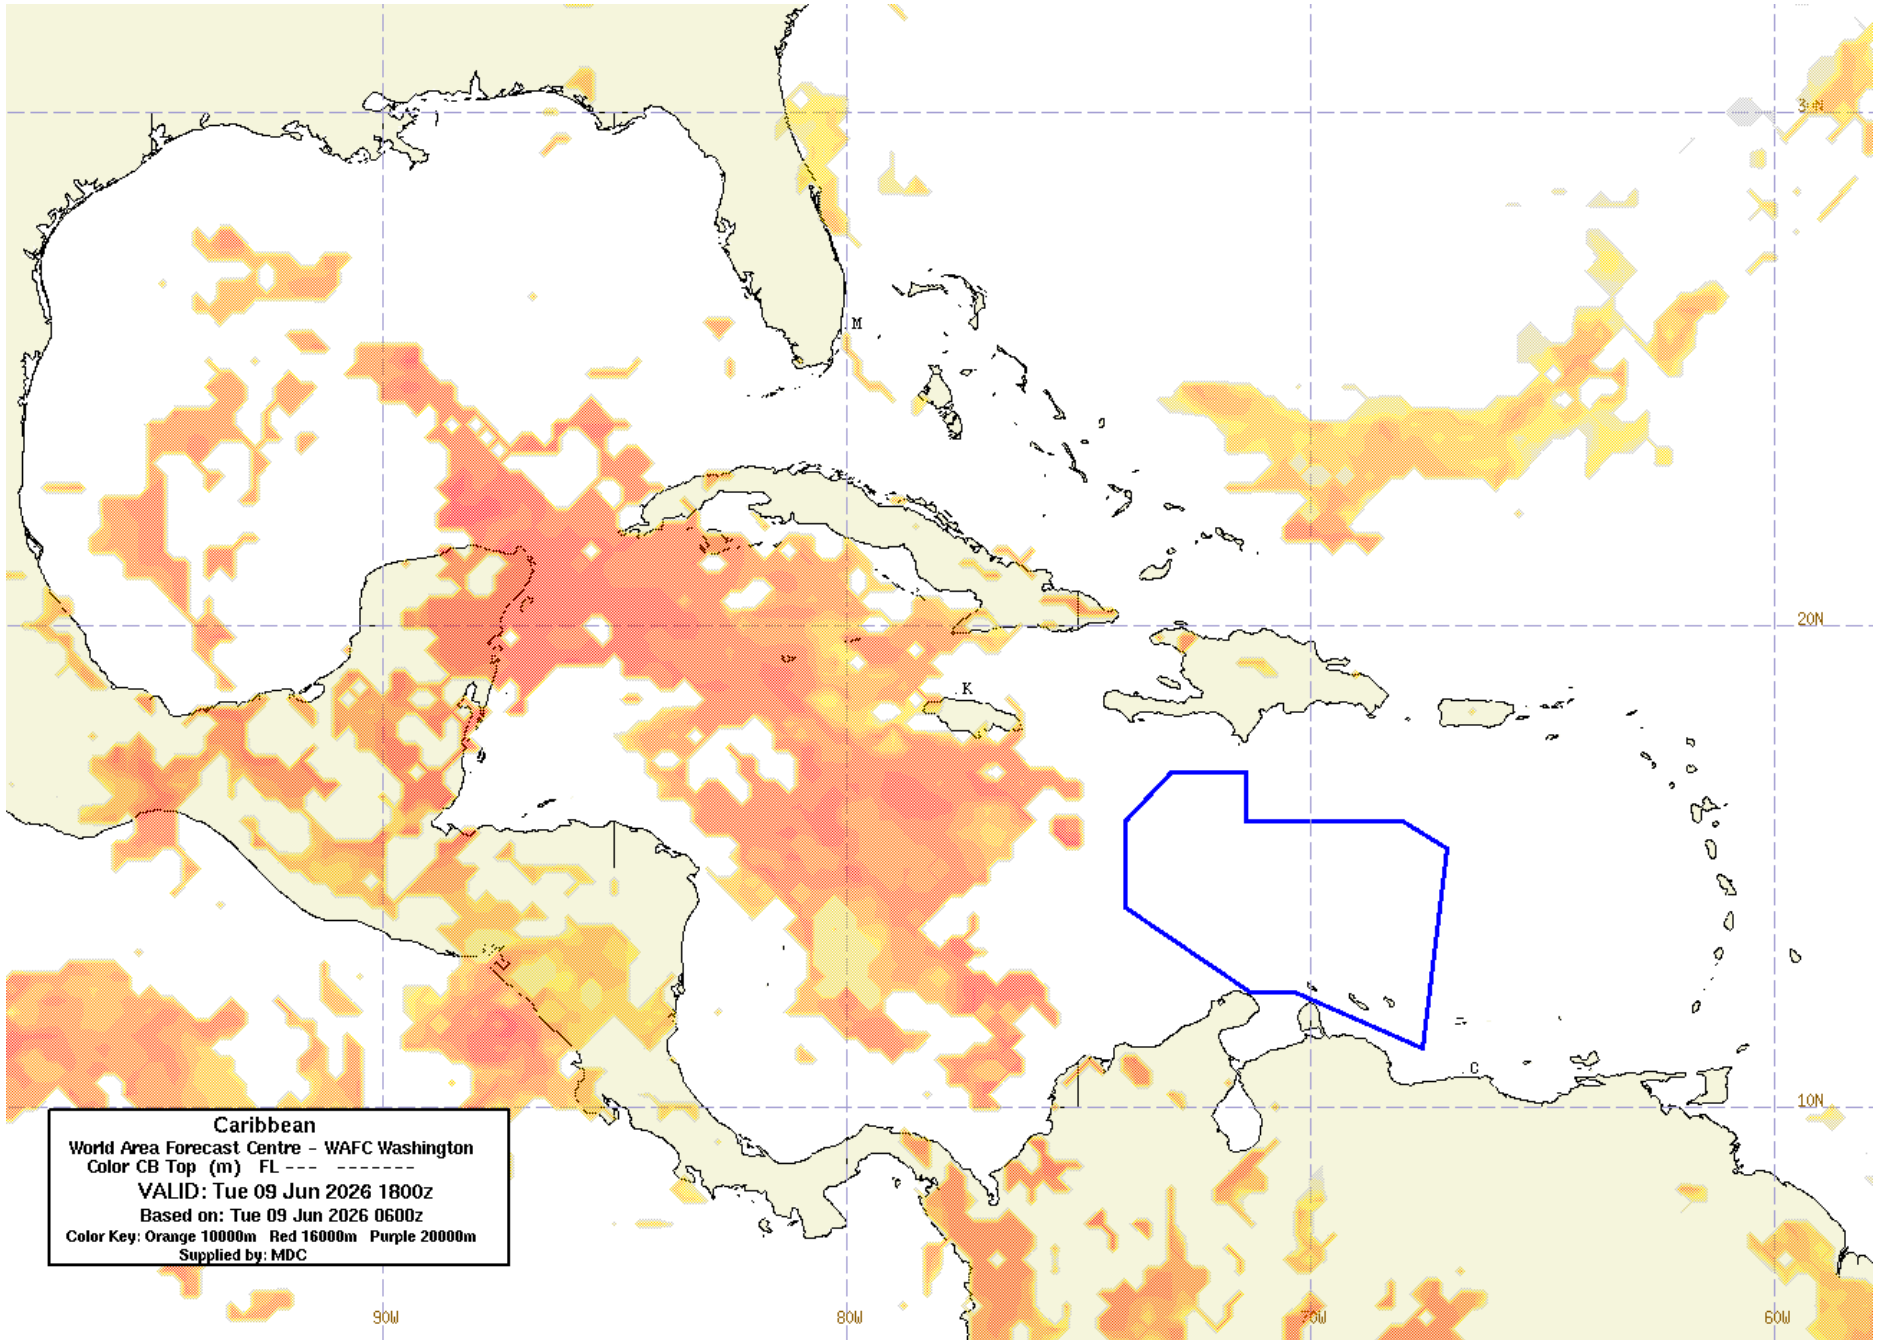 30N
M
20N
K
C
10N
Caribbean
World Area Forecast Centre - WAFC Washington
Color CB Top (m) FL --- -------
VALID: Tue 09 Jun 2026 1800z
Based on: Tue 09 Jun 2026 0600z
Color Key: Orange 10000m Red 16000m Purple 20000m
Supplied by: MDC
90W
80W
70W
60W